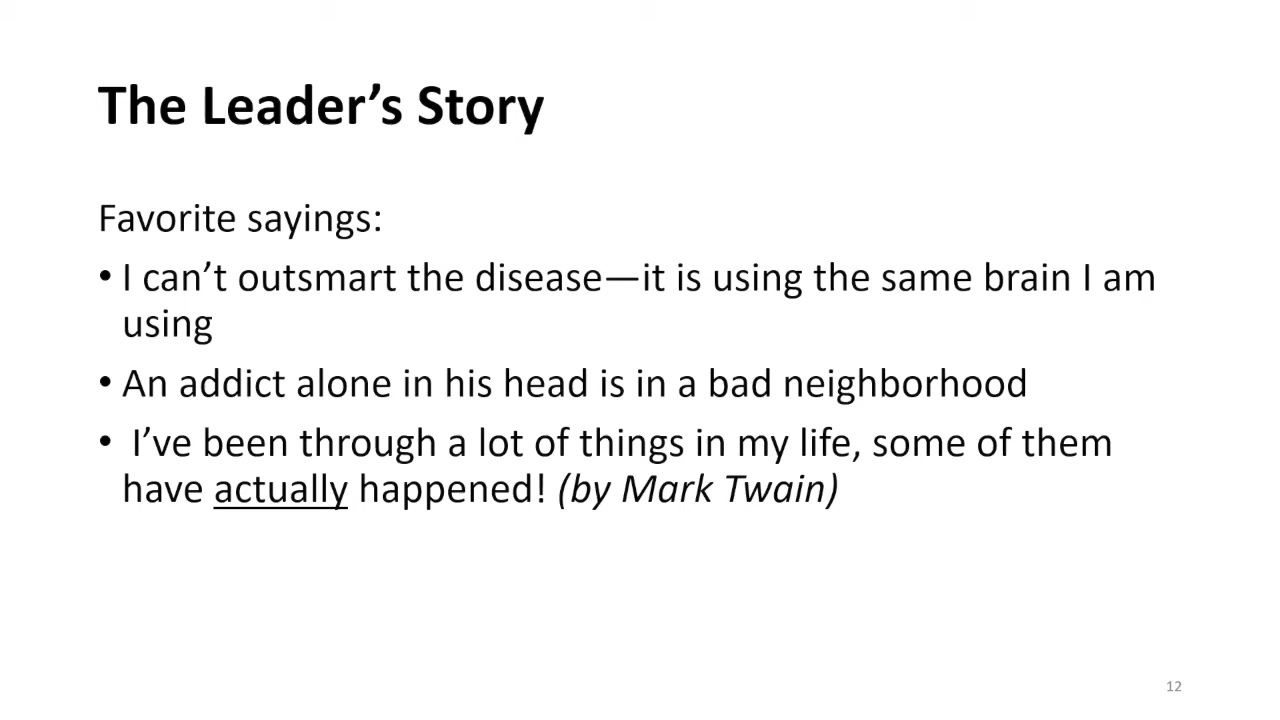 The Leader’s Story
Favorite sayings:
• I can’t outsmart the disease—it is using the same brain I am
using
• An addict alone in his head is in a bad neighborhood
• I’ve been through a lot of things in my life, some of them
have actually happened! (by Mark Twain)
12